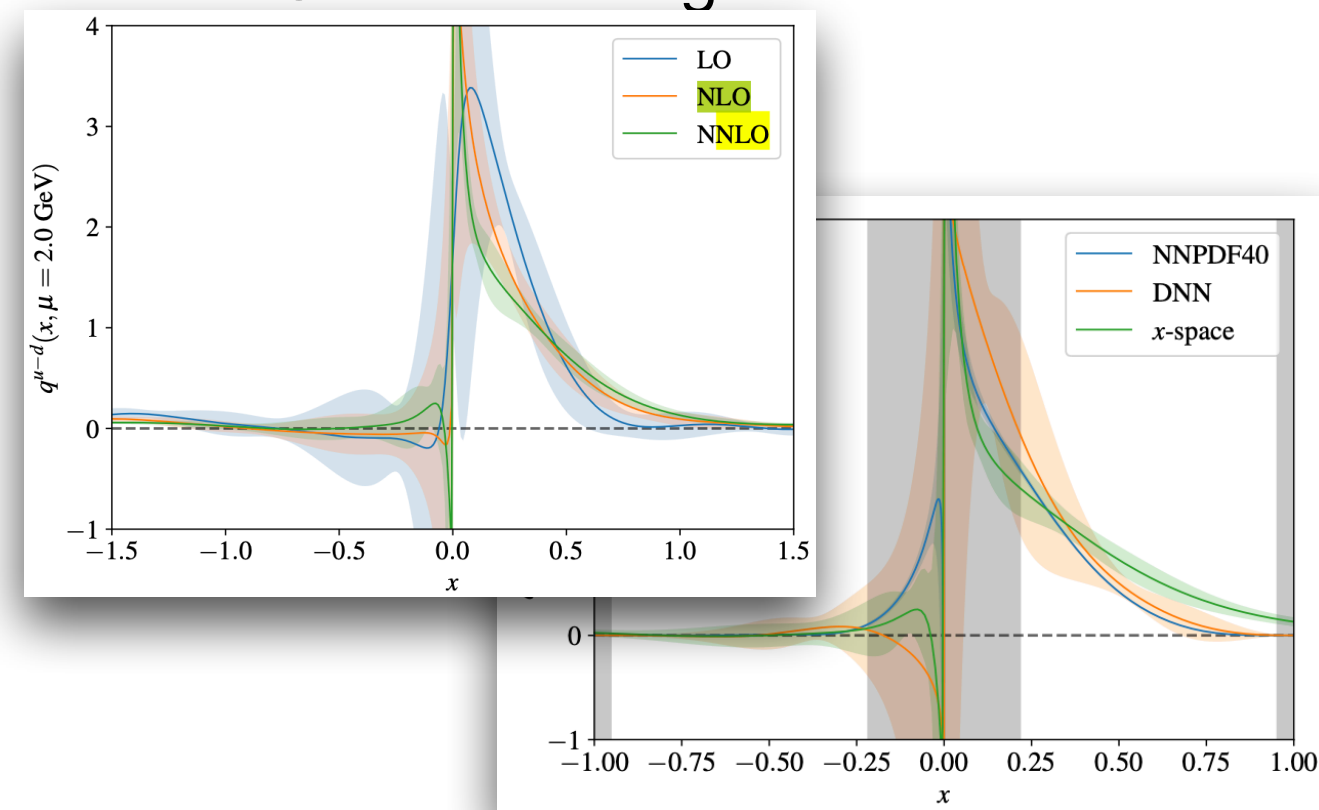 g
4
3
2
1
0
−1
q^{u−d}(x, μ = 2.0 GeV)
LO
NLO
NNLO
−1.5 −1.0 −0.5 0.0 0.5 1.0 1.5
x
NNPDF40
DNN
x-space
0
−1
−1.00 −0.75 −0.50 −0.25 0.00 0.25 0.50 0.75 1.00
x